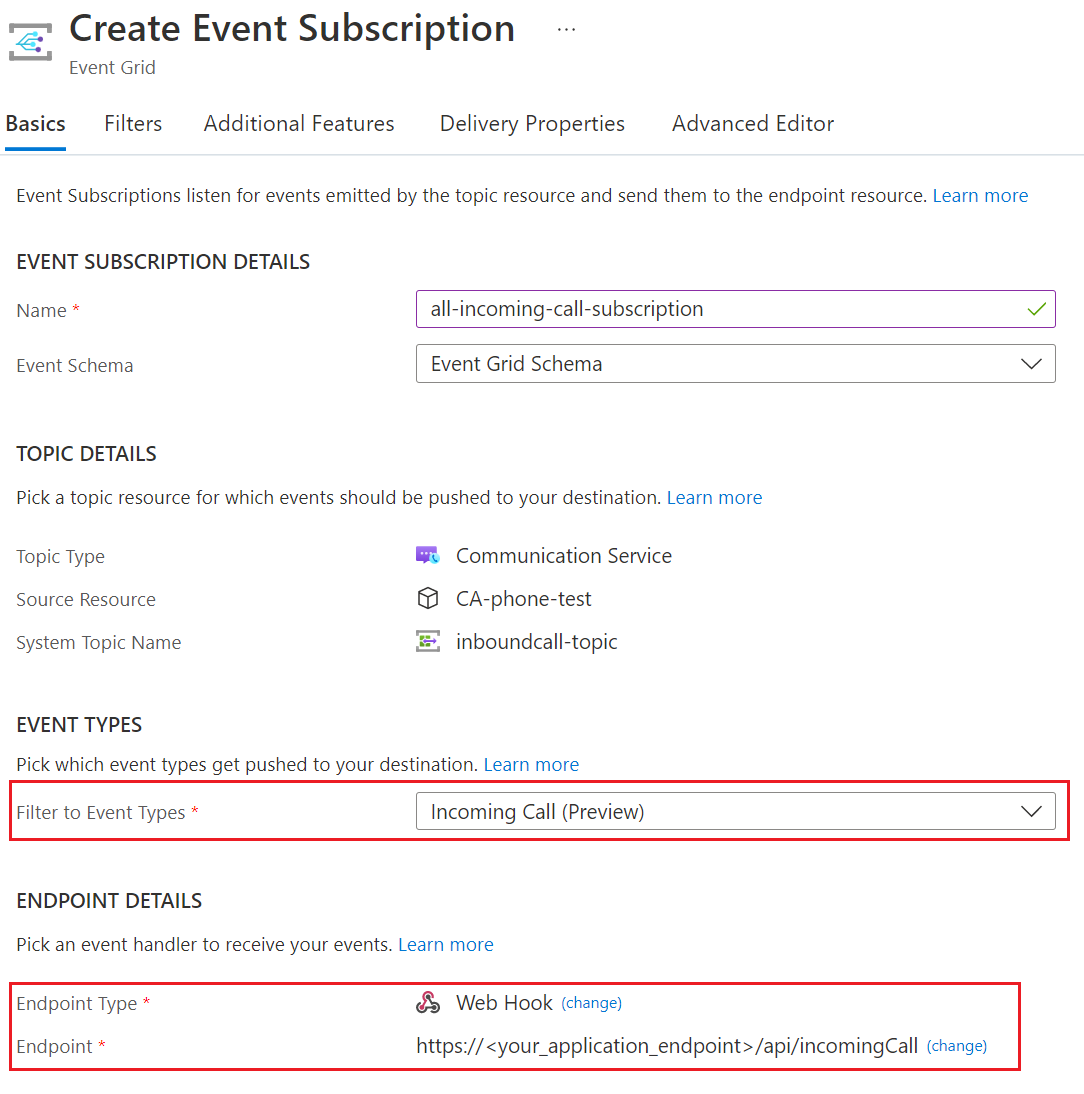 Create Event Subscription ...
Event Grid
Basics Filters Additional Features Delivery Properties Advanced Editor
Event Subscriptions listen for events emitted by the topic resource and send them to the endpoint resource. Learn more
EVENT SUBSCRIPTION DETAILS
Name * all-incoming-call-subscription
Event Schema Event Grid Schema
TOPIC DETAILS
Pick a topic resource for which events should be pushed to your destination. Learn more
Topic Type Communication Service
Source Resource CA-phone-test
System Topic Name inboundcall-topic
EVENT TYPES
Pick which event types get pushed to your destination. Learn more
Filter to Event Types * Incoming Call (Preview)
ENDPOINT DETAILS
Pick an event handler to receive your events. Learn more
Endpoint Type * Web Hook (change)
Endpoint * https://<your_application_endpoint>/api/incomingCall (change)